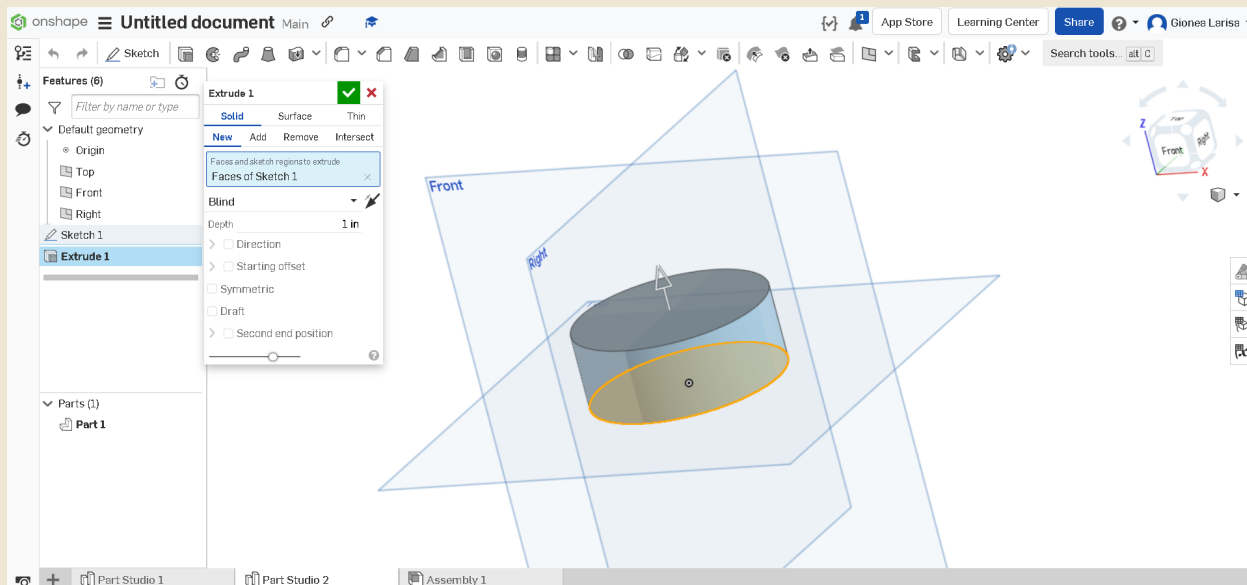 onshape Untitled document Main 1 App Store Learning Center Share Gionea Larisa
Sketch Search tools... alt C
Features (6)
Filter by name or type
Default geometry
Origin
Top
Front
Right
Sketch 1
Extrude 1
Parts (1)
Part 1
Extrude 1
Solid Surface Thin
New Add Remove Intersect
Faces and sketch regions to extrude
Faces of Sketch 1
Blind
Depth 1 in
Direction
Starting offset
Symmetric
Draft
Second end position
Front
Right
Z
Top
Front
Right
X
Part Studio 1 Part Studio 2 Assembly 1